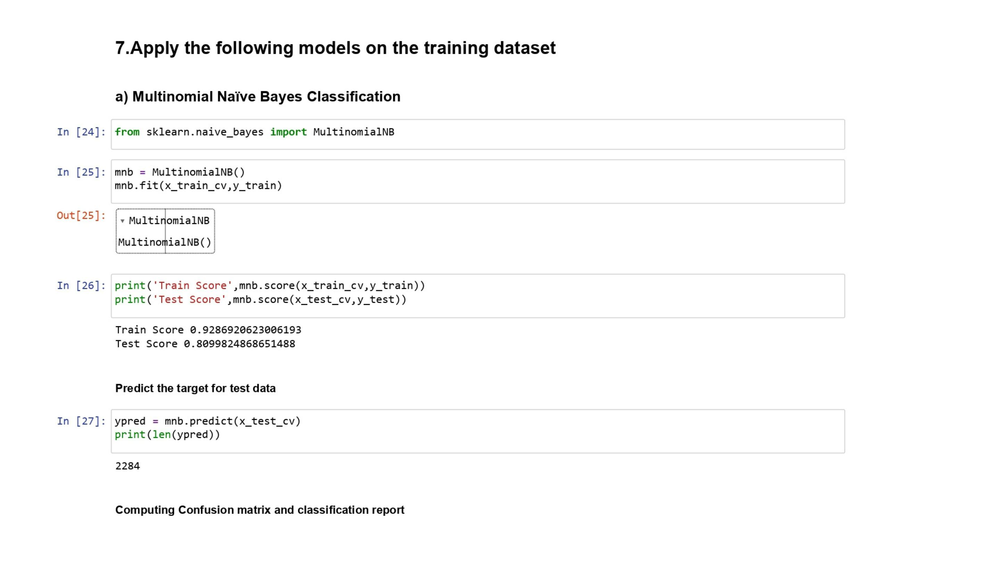 7.Apply the following models on the training dataset
a) Multinomial Naïve Bayes Classification
In [24]: from sklearn.naive_bayes import MultinomialNB
In [25]: mnb = MultinomialNB()
mnb.fit(x_train_cv,y_train)
Out[25]: ▾ MultinomialNB
MultinomialNB()
In [26]: print('Train Score',mnb.score(x_train_cv,y_train))
print('Test Score',mnb.score(x_test_cv,y_test))
Train Score 0.9286920623006193
Test Score 0.8099824868651488
Predict the target for test data
In [27]: ypred = mnb.predict(x_test_cv)
print(len(ypred))
2284
Computing Confusion matrix and classification report